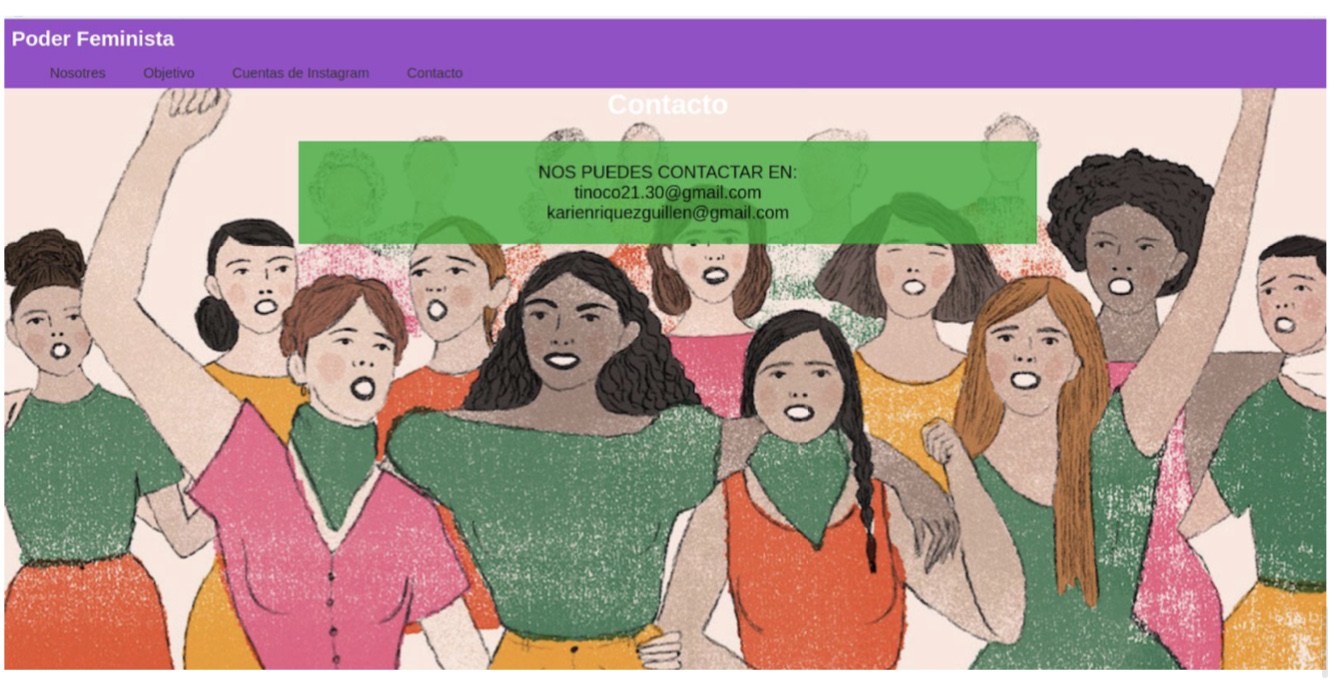 Poder Feminista
Nosotres Objetivo Cuentas de Instagram Contacto
Contacto
NOS PUEDES CONTACTAR EN:
tinoco21.30@gmail.com
karienriquezguillen@gmail.com